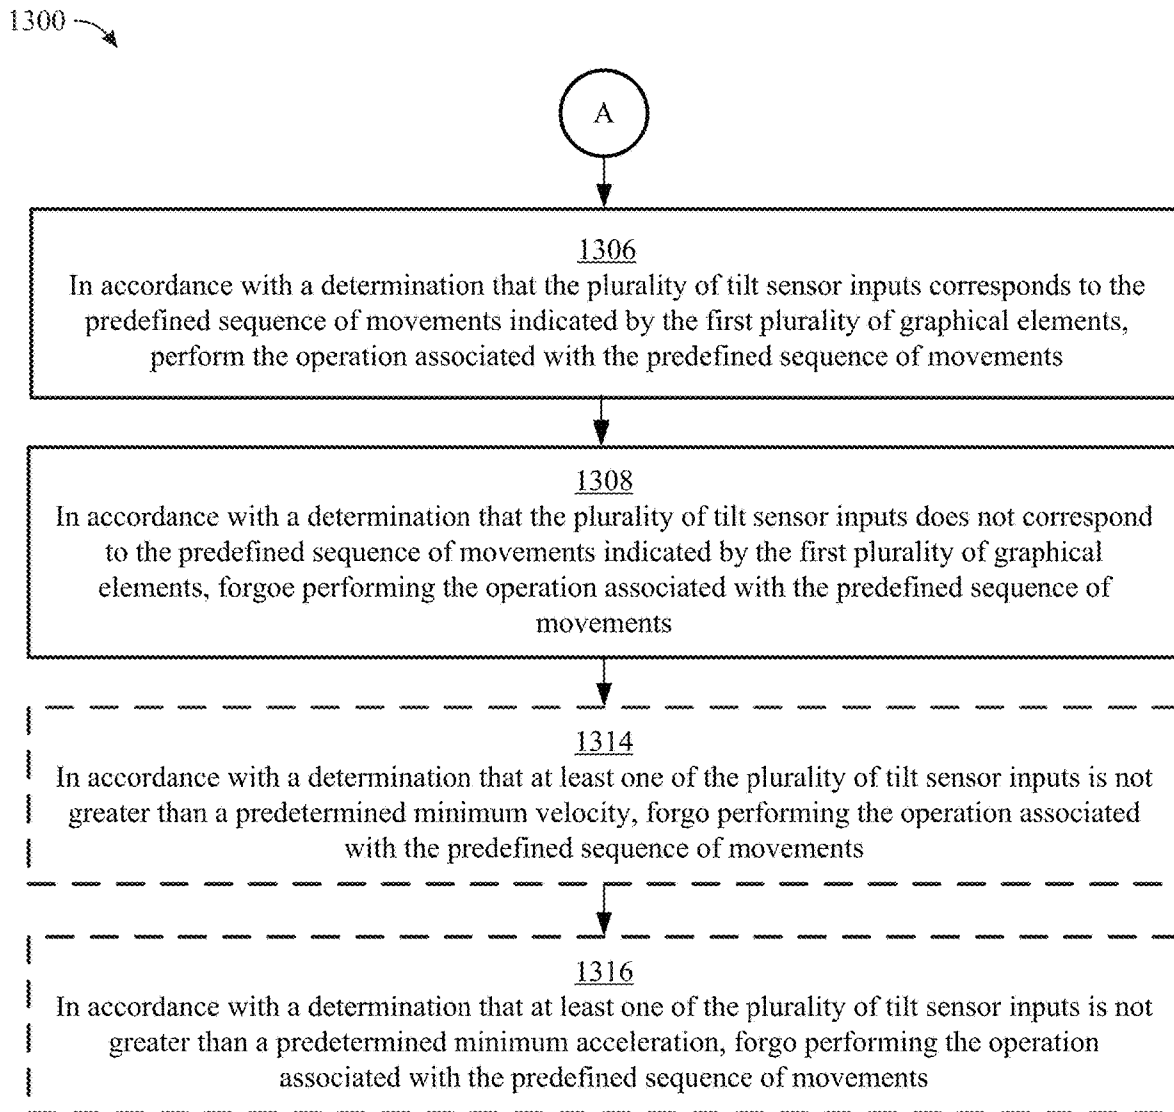 1300
A
1306
In accordance with a determination that the plurality of tilt sensor inputs corresponds to the
predefined sequence of movements indicated by the first plurality of graphical elements,
perform the operation associated with the predefined sequence of movements
1308
In accordance with a determination that the plurality of tilt sensor inputs does not correspond
to the predefined sequence of movements indicated by the first plurality of graphical
elements, forgoe performing the operation associated with the predefined sequence of
movements
1314
In accordance with a determination that at least one of the plurality of tilt sensor inputs is not
greater than a predetermined minimum velocity, forgo performing the operation associated
with the predefined sequence of movements
1316
In accordance with a determination that at least one of the plurality of tilt sensor inputs is not
greater than a predetermined minimum acceleration, forgo performing the operation
associated with the predefined sequence of movements